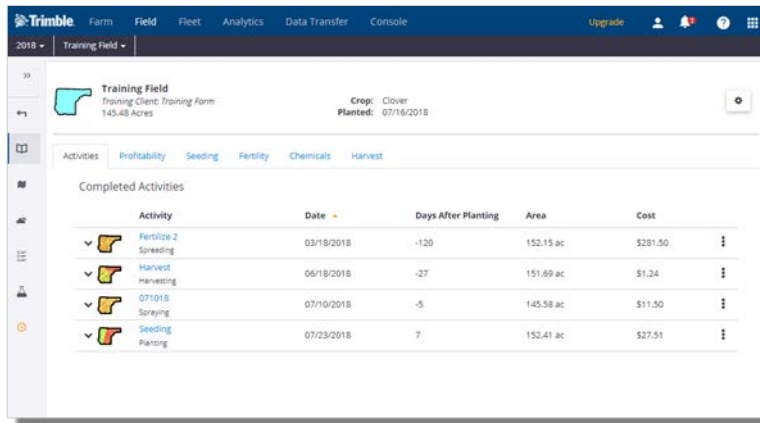 Trimble Farm Field Fleet Analytics Data Transfer Console Upgrade
2018 Training Field
Training Field
Training Client: Training Farm
145.48 Acres
Crop: Clover
Planted: 07/16/2018
Activities Profitability Seeding Fertility Chemicals Harvest
Completed Activities
Activity Date Days After Planting Area Cost
Fertilize 2
Spreading
03/18/2018 -120 152.15 ac $281.50
Harvest
Harvesting
06/18/2018 -27 151.69 ac $1.24
071018
Spraying
07/10/2018 -5 145.58 ac $11.50
Seeding
Planting
07/23/2018 7 152.41 ac $27.51